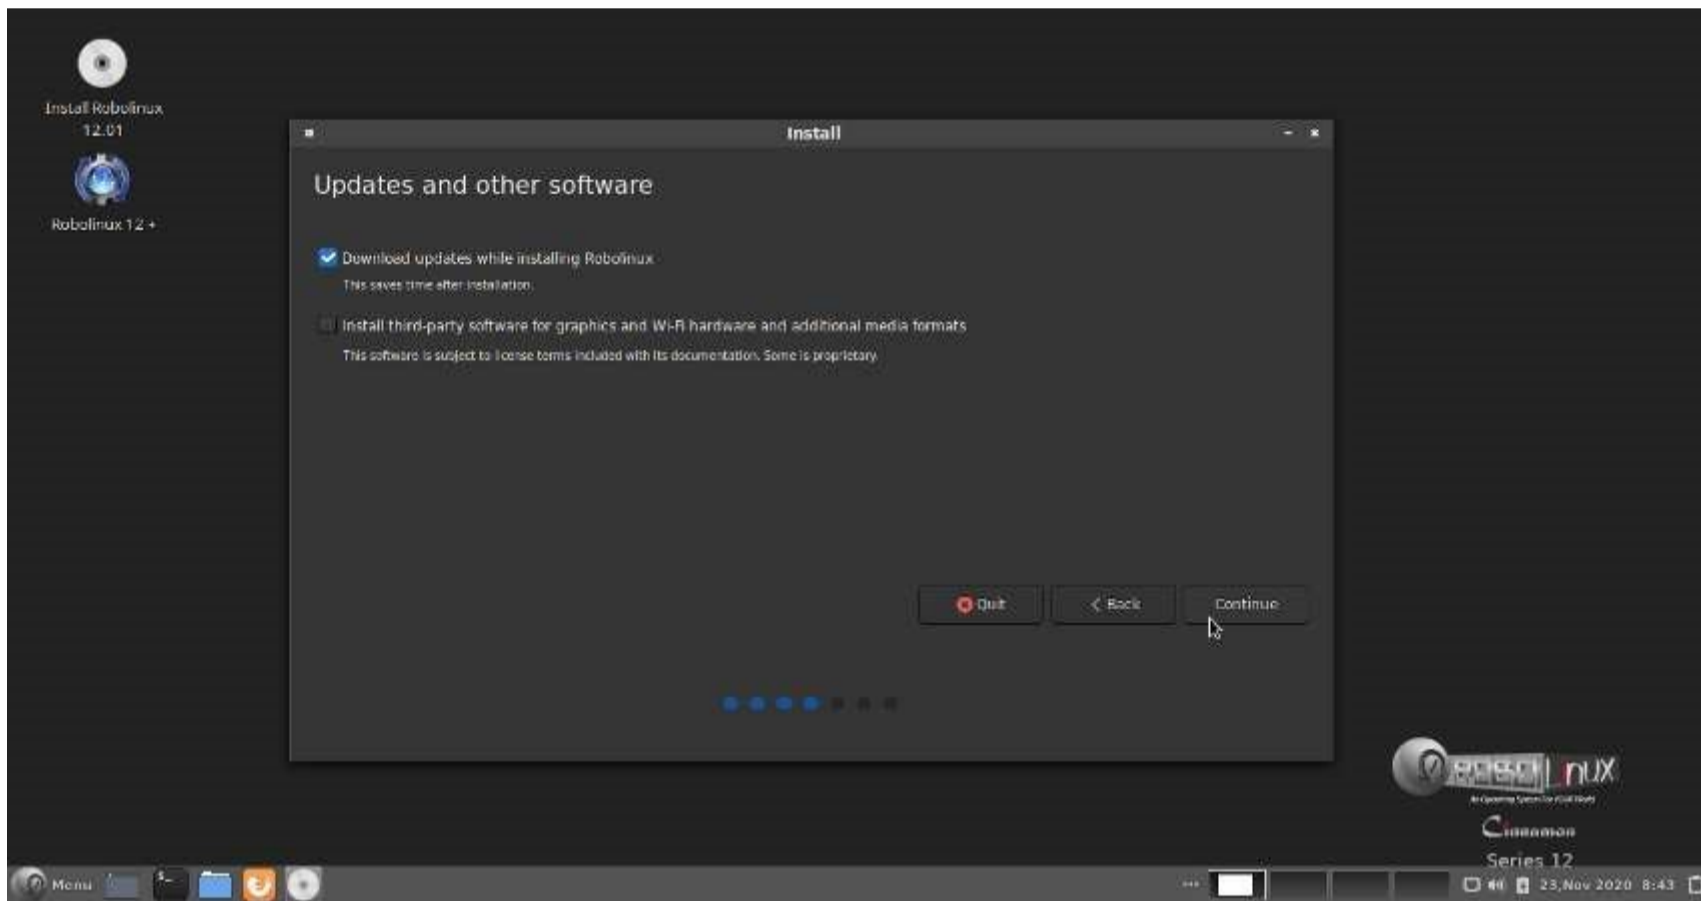 Install Robolinux
12.01
Robolinux 12 +
Install
Updates and other software
Download updates while installing Robolinux
This saves time after installation.
Install third-party software for graphics and Wi-Fi hardware and additional media formats
This software is subject to license terms included with its documentation. Some is proprietary.
Quit
Back
Continue
Cinnamon
Series 12
Menu
23,Nov 2020 8:43